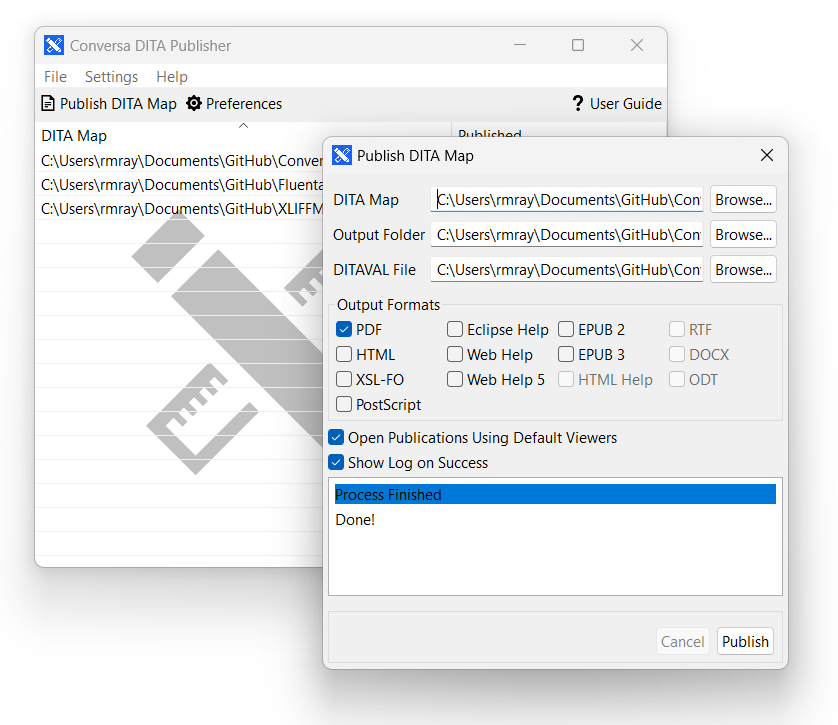 Conversa DITA Publisher
File Settings Help
Publish DITA Map Preferences ? User Guide
DITA Map Published
C:\Users\rmray\Documents\GitHub\Conver
C:\Users\rmray\Documents\GitHub\Fluenta
C:\Users\rmray\Documents\GitHub\XLIFFM
Publish DITA Map
DITA Map C:\Users\rmray\Documents\GitHub\Con Browse...
Output Folder C:\Users\rmray\Documents\GitHub\Con Browse...
DITAVAL File C:\Users\rmray\Documents\GitHub\Con Browse...
Output Formats
PDF Eclipse Help EPUB 2 RTF
HTML Web Help EPUB 3 DOCX
XSL-FO Web Help 5 HTML Help ODT
PostScript
Open Publications Using Default Viewers
Show Log on Success
Process Finished
Done!
Cancel Publish